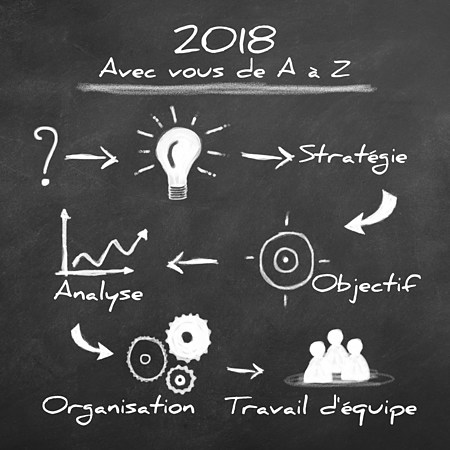 2018
Avec vous de A à Z
?
Stratégie
Objectif
Analyse
Organisation
Travail d'équipe